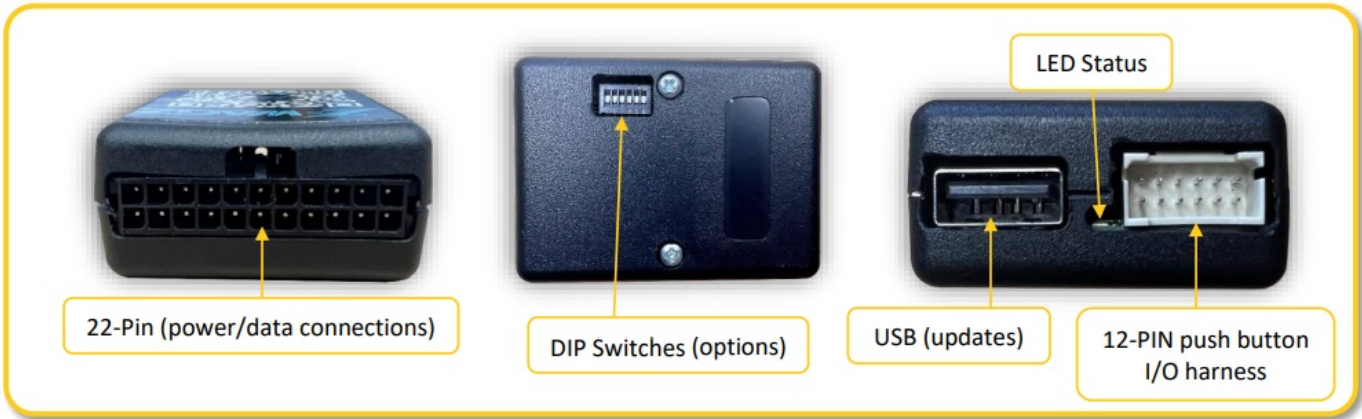 LED Status
22-Pin (power/data connections)
DIP Switches (options)
USB (updates)
12-PIN push button
I/O harness